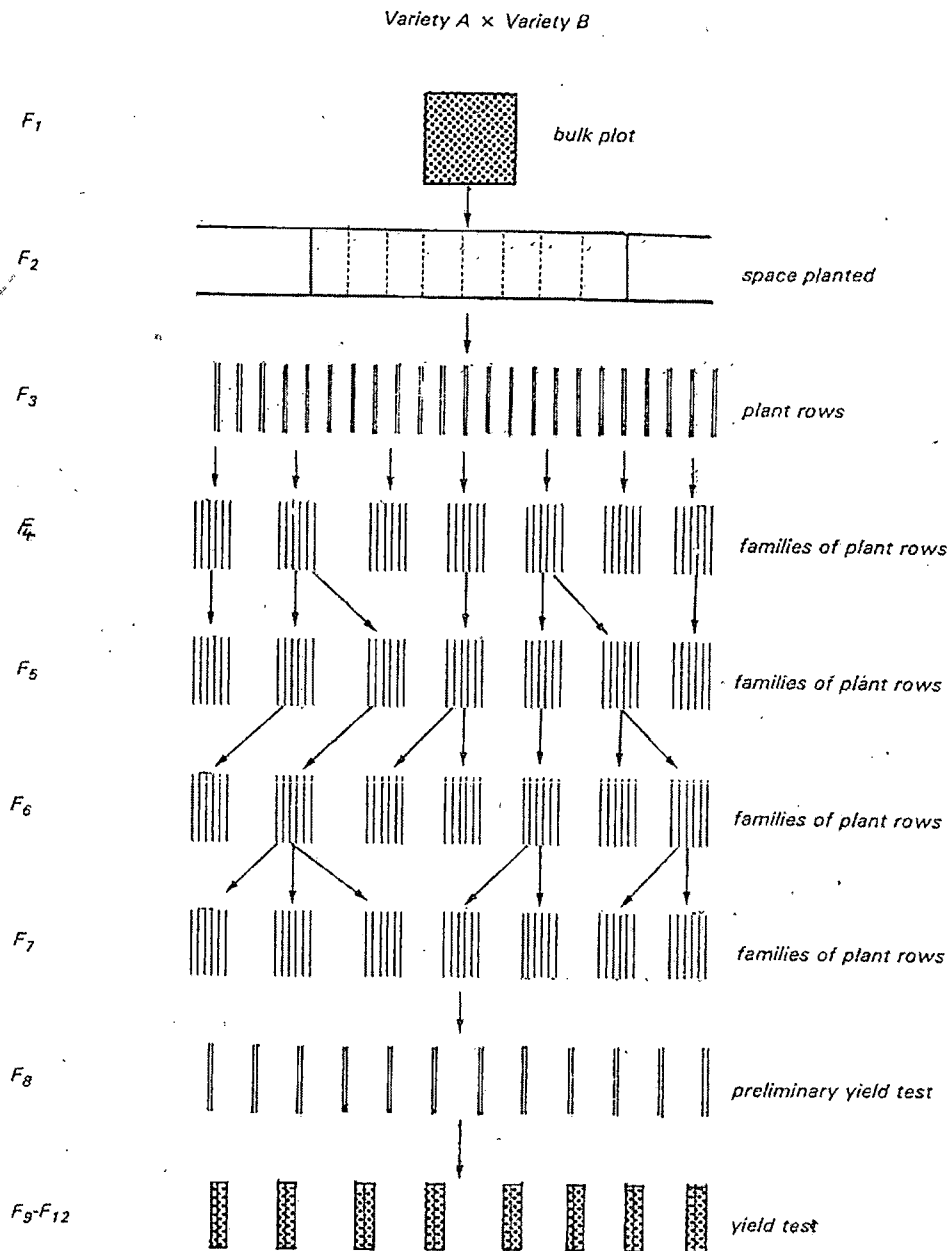 Variety A × Variety B
F1 bulk plot
F2 space planted
F3 plant rows
F4 families of plant rows
F5 families of plant rows
F6 families of plant rows
F7 families of plant rows
F8 preliminary yield test
F9-F12 yield test